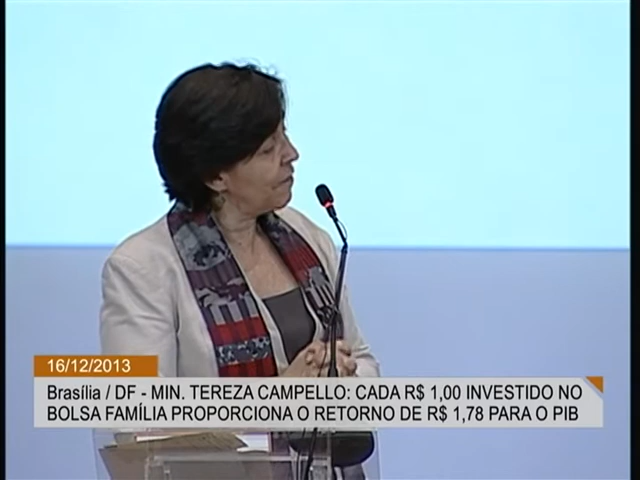 16/12/2013
Brasília / DF - MIN. TEREZA CAMPELLO: CADA R$ 1,00 INVESTIDO NO
BOLSA FAMÍLIA PROPORCIONA O RETORNO DE R$ 1,78 PARA O PIB